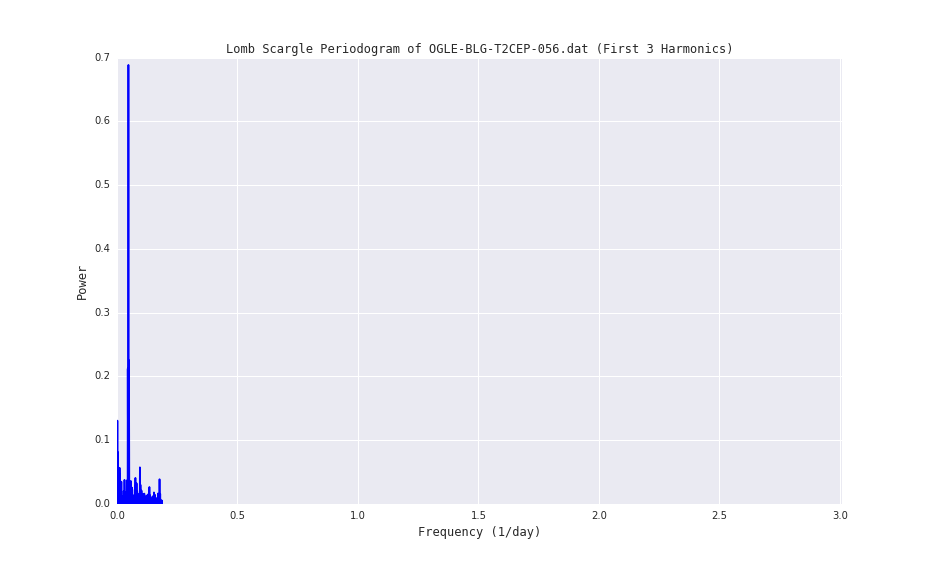 Lomb Scargle Periodogram of OGLE-BLG-T2CEP-056.dat (First 3 Harmonics)
0.7
0.6
0.5
0.4
0.3
0.2
0.1
0.0
Power
0.0 0.5 1.0 1.5 2.0 2.5 3.0
Frequency (1/day)